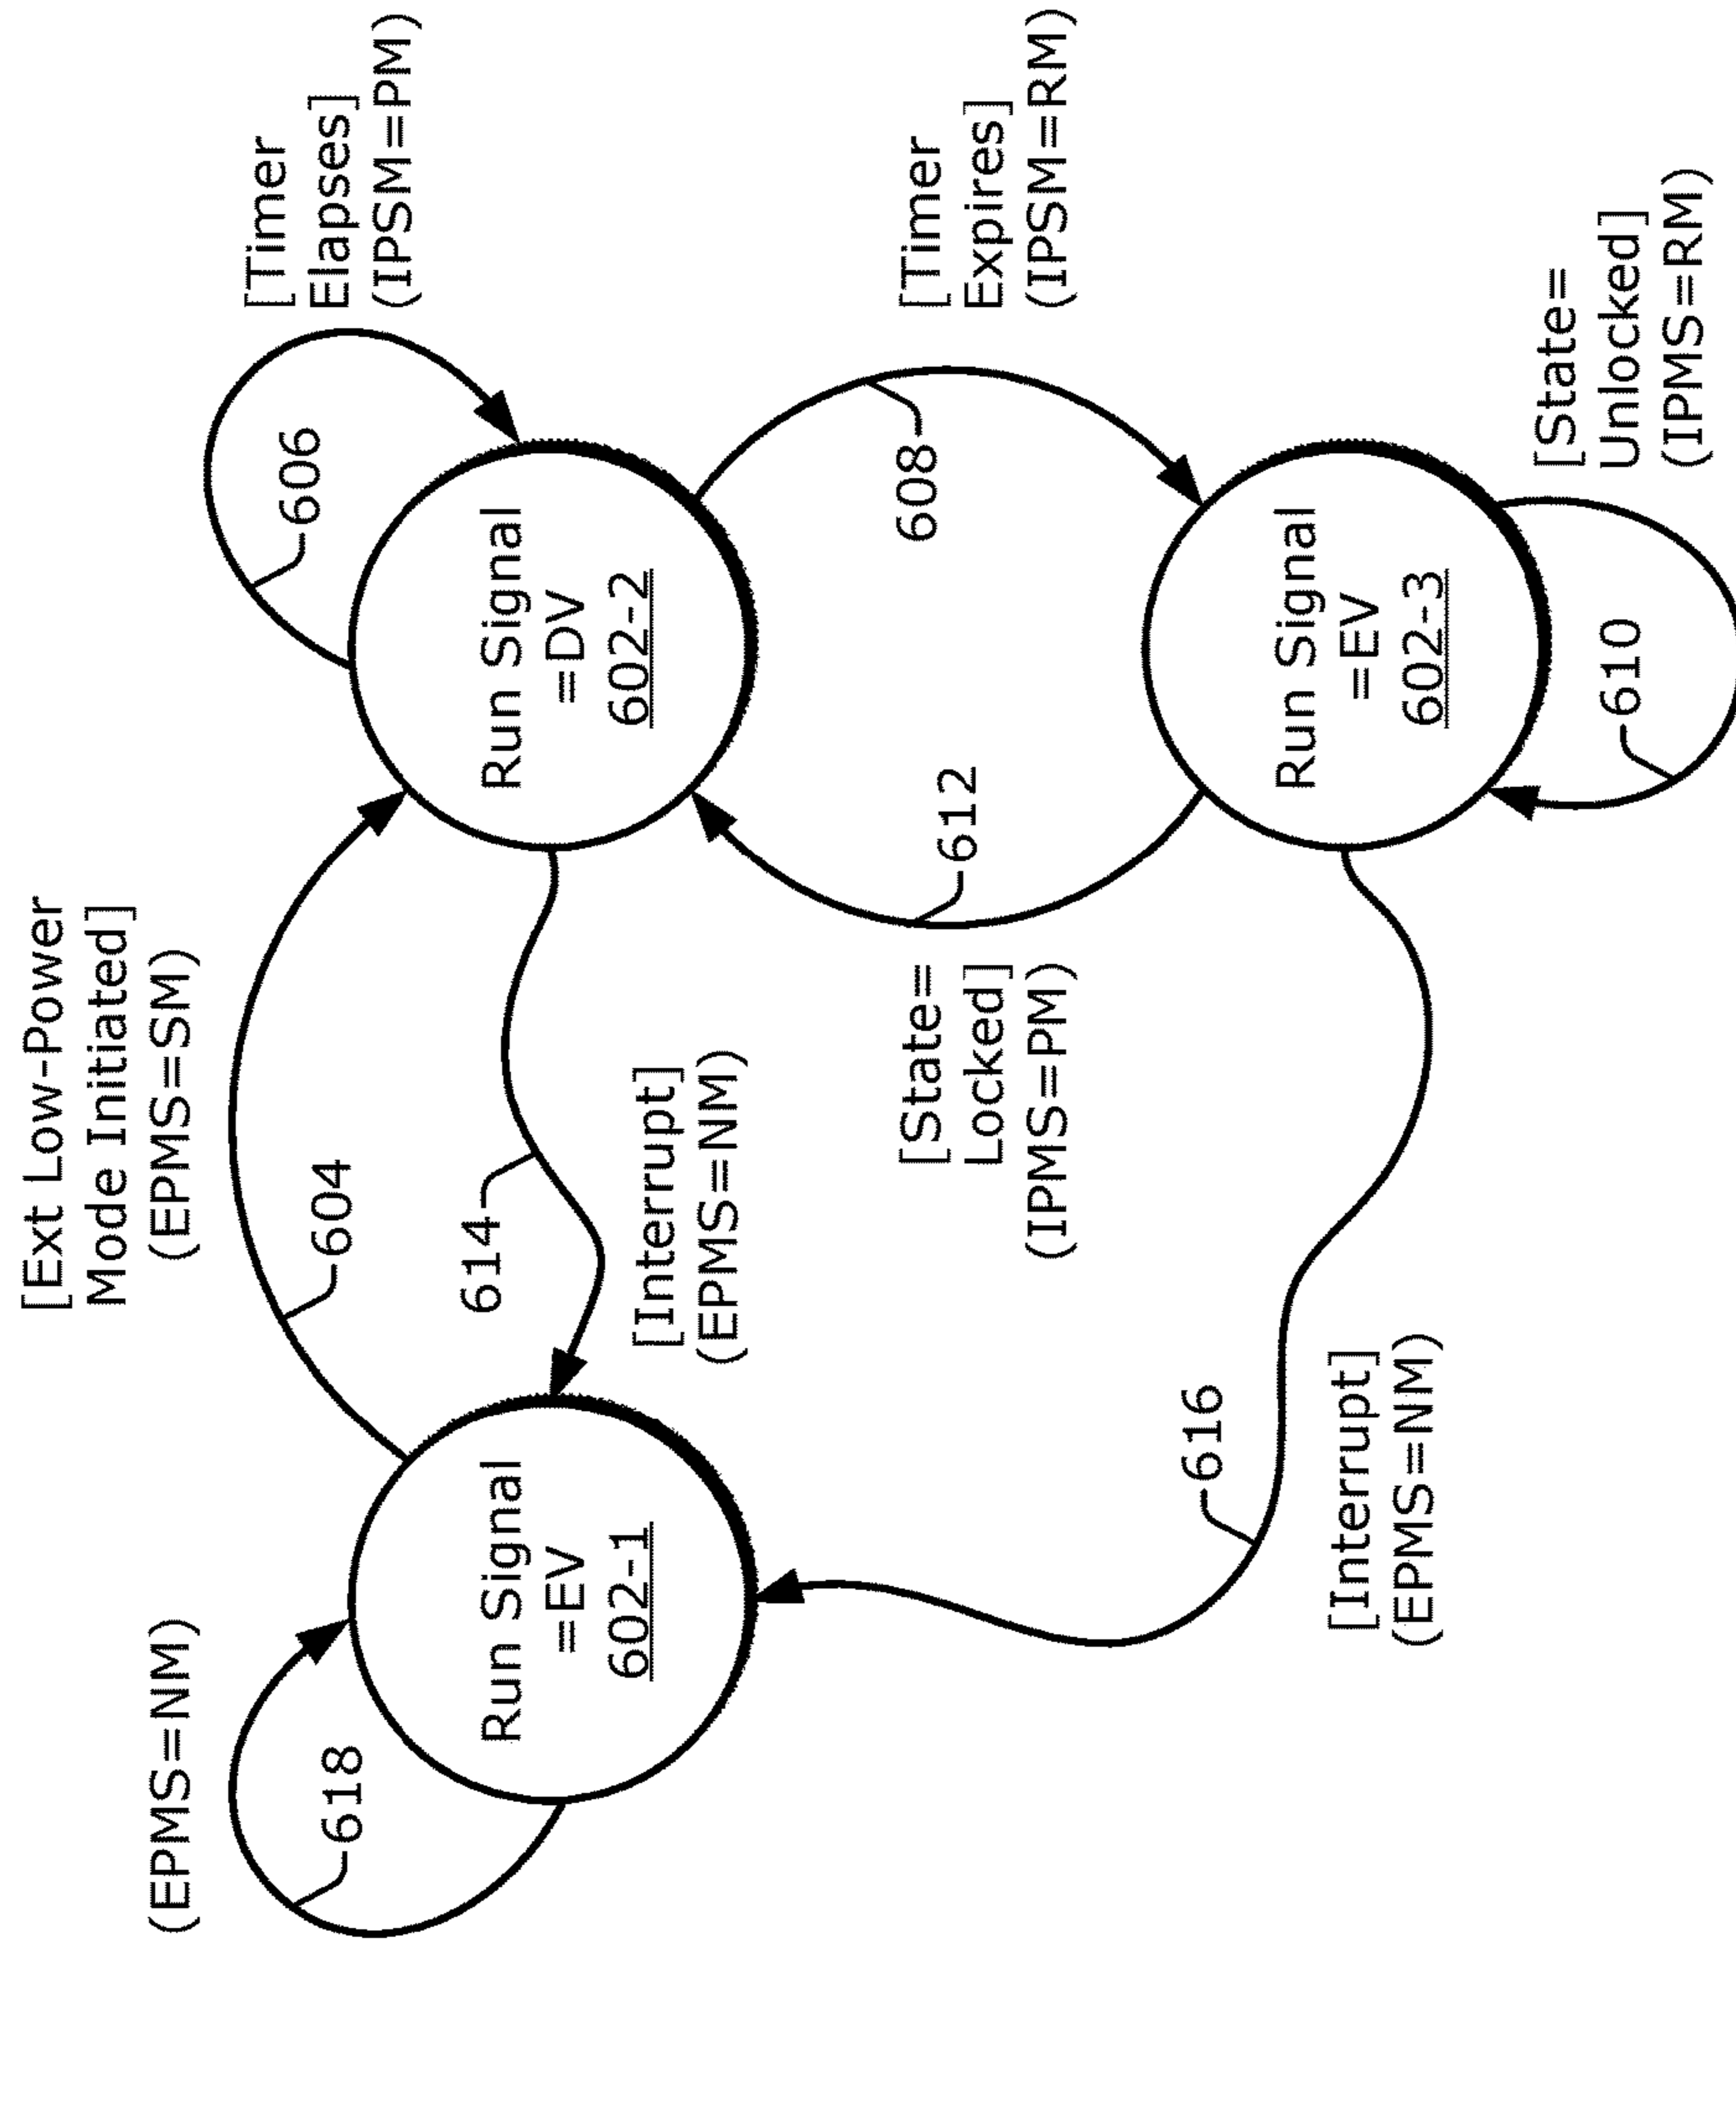 (EPMS=NM)
618
Run Signal
=EV
602-1
[Ext Low-Power
Mode Initiated]
(EPMS=SM)
604
614
[Interrupt]
(EPMS=NM)
[Timer
Elapses]
(IPSM=PM)
606
Run Signal
=DV
602-2
[Timer
Expires]
(IPSM=RM)
608
612
[State=
Locked]
(IPMS=PM)
Run Signal
=EV
602-3
[State=
Unlocked]
(IPMS=RM)
610
616
[Interrupt]
(EPMS=NM)